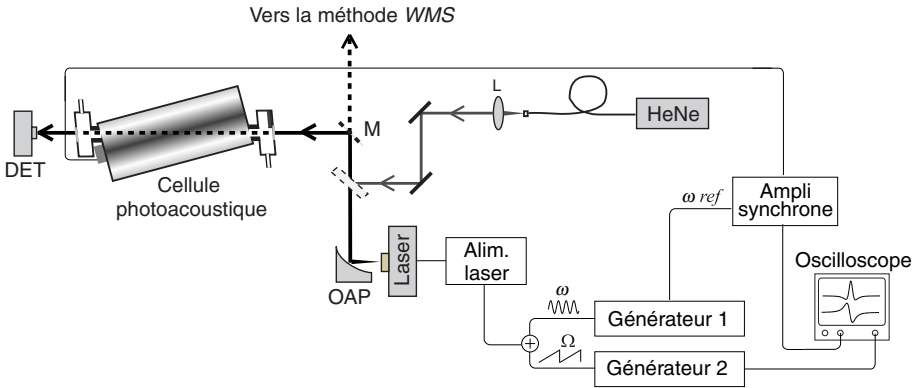 Vers la méthode WMS
L
HeNe
M
DET
Cellule
photoacoustique
Laser
OAP
Alim.
laser
ω ref
Ampli
synchrone
Oscilloscope
ω
Générateur 1
+
Ω
Générateur 2